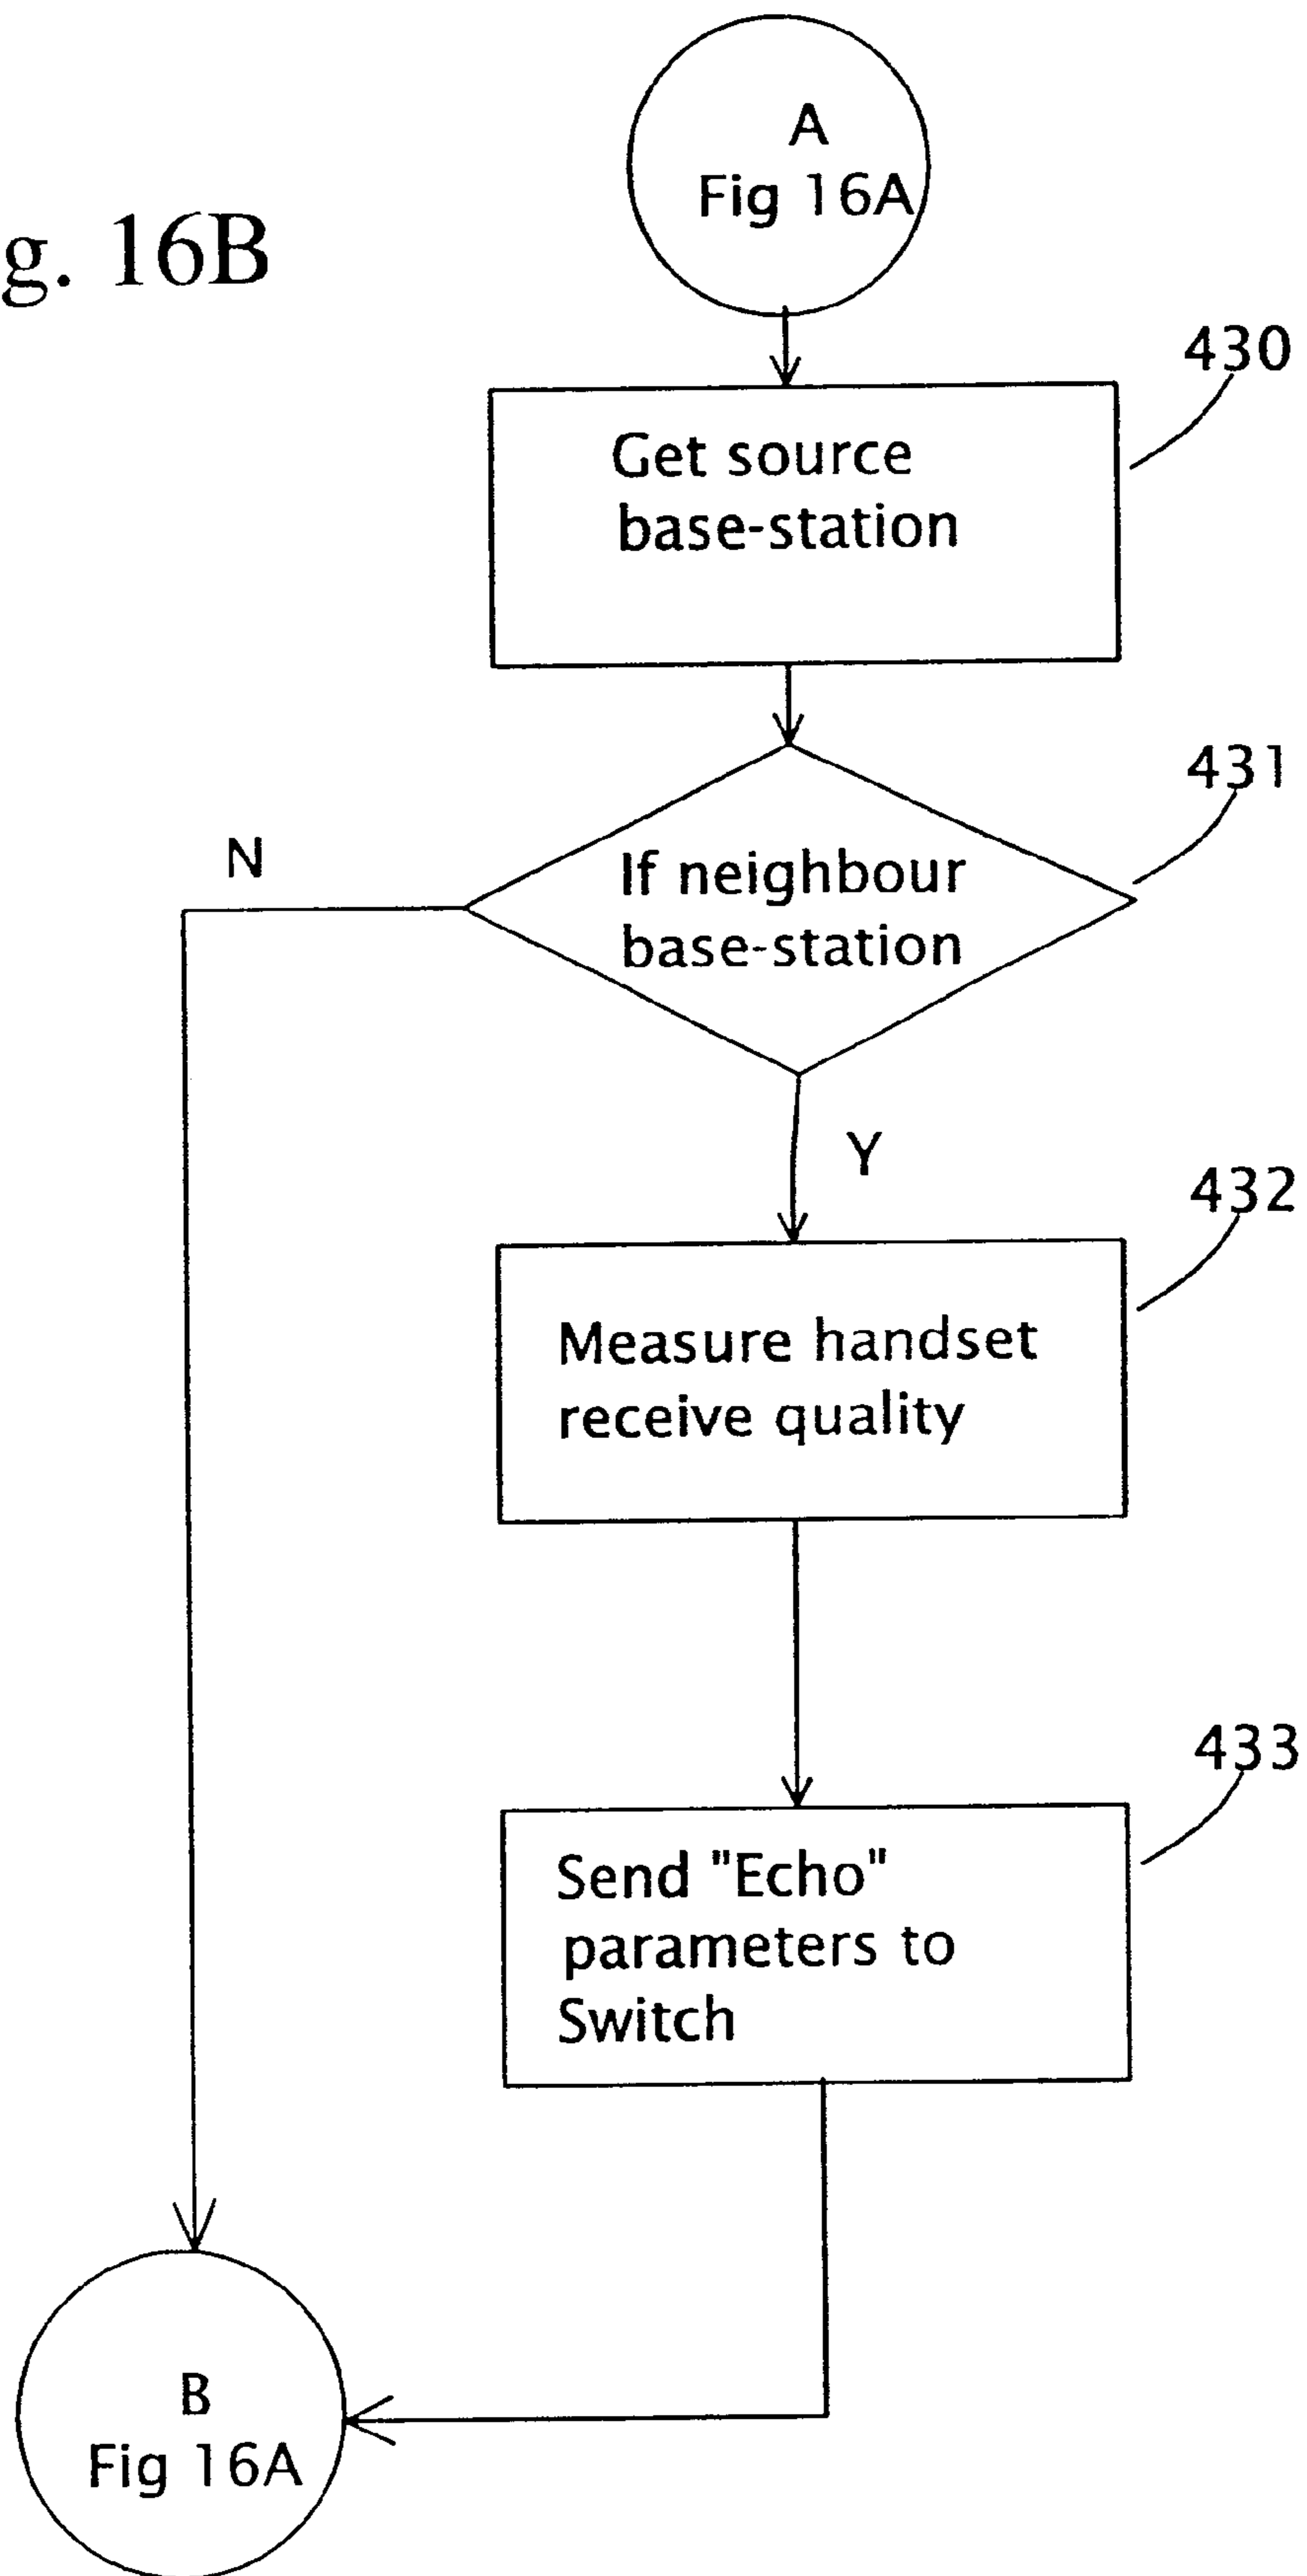 A
Fig 16A
g. 16B
430
Get source
base-station
431
N
If neighbour
base-station
Y
432
Measure handset
receive quality
433
Send "Echo"
parameters to
Switch
B
Fig 16A